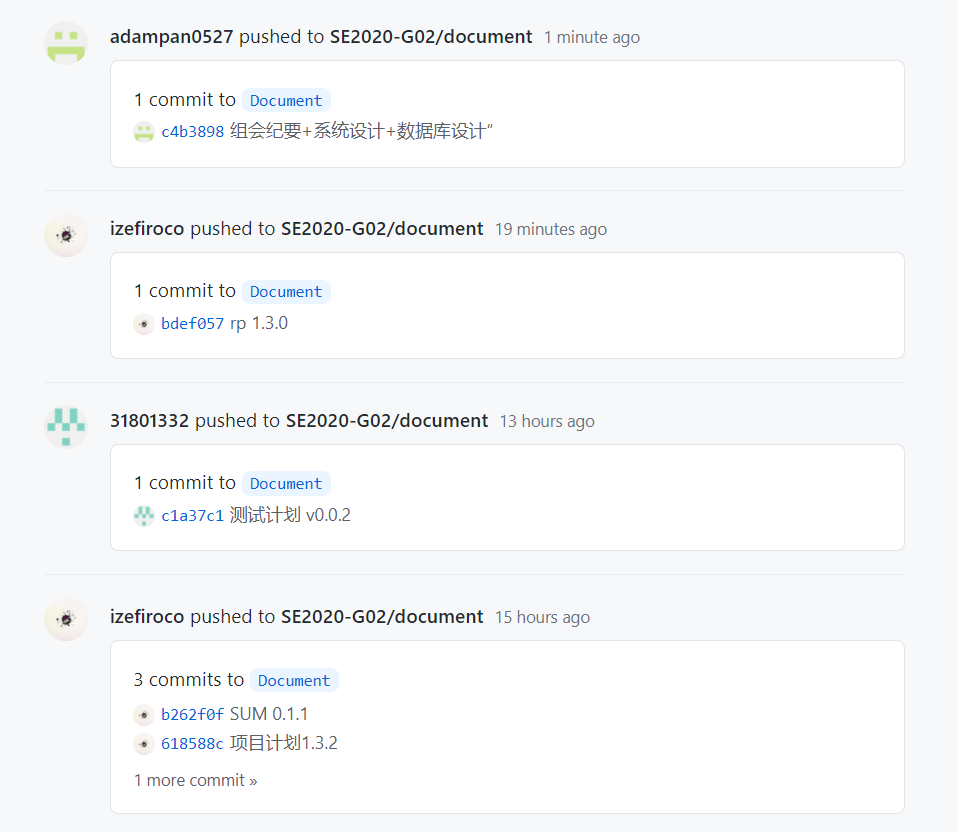 adampan0527 pushed to SE2020-G02/document 1 minute ago
1 commit to Document
c4b3898 组会纪要+系统设计+数据库设计”
izefiroco pushed to SE2020-G02/document 19 minutes ago
1 commit to Document
bdef057 rp 1.3.0
31801332 pushed to SE2020-G02/document 13 hours ago
1 commit to Document
c1a37c1 测试计划 v0.0.2
izefiroco pushed to SE2020-G02/document 15 hours ago
3 commits to Document
b262f0f SUM 0.1.1
618588c 项目计划1.3.2
1 more commit »